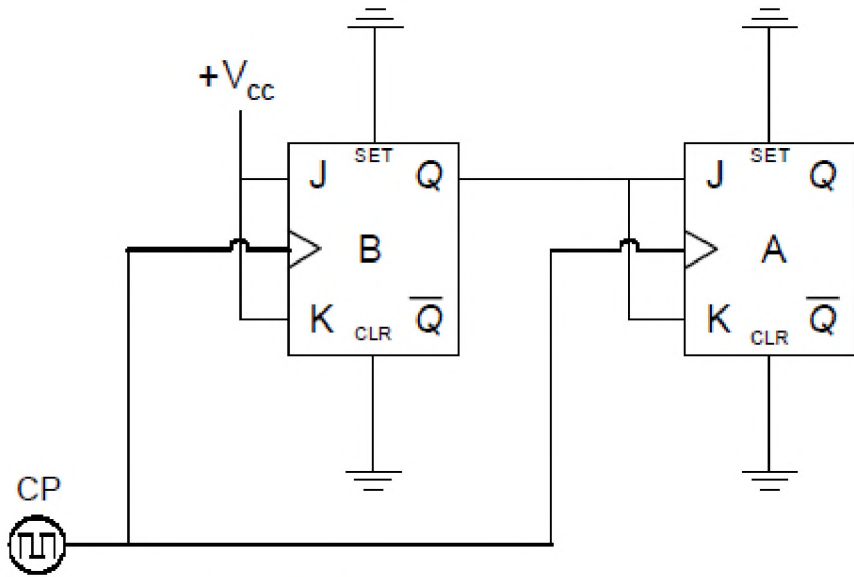 +Vcc
SET
J Q
B
K CLR Q̅
SET
J Q
A
K CLR Q̅
CP